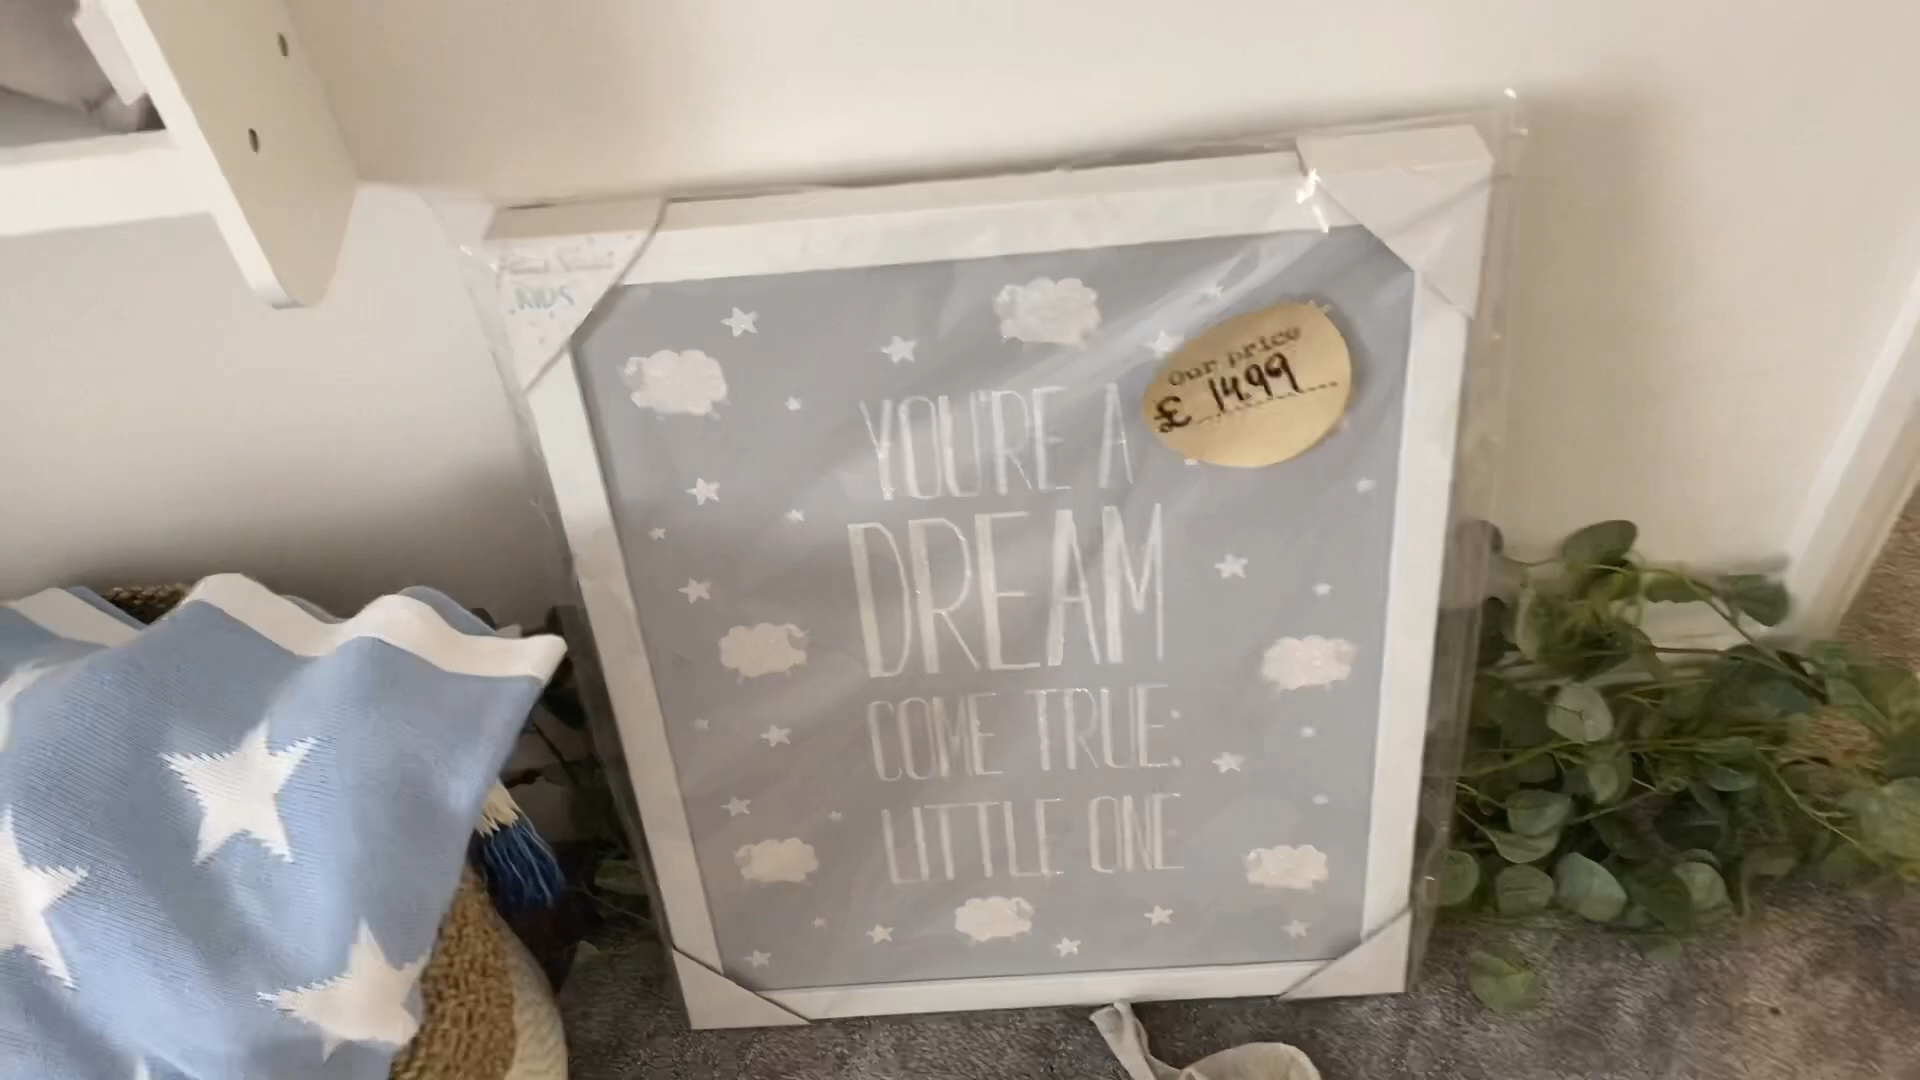 KIDS
Our price
£ 14.99
YOU'RE A
DREAM
COME TRUE:
LITTLE ONE